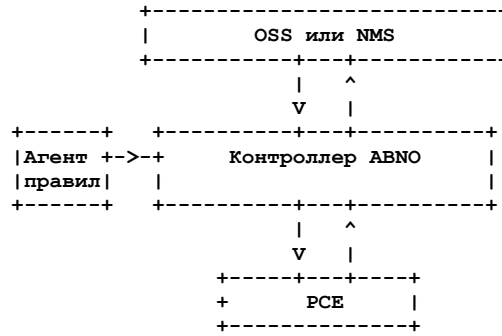 OSS или NMS
Агент
правил
Контроллер ABNO
PCE